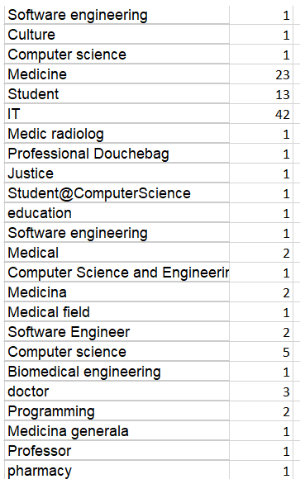 Software engineering 1
Culture 1
Computer science 1
Medicine 23
Student 13
IT 42
Medic radiolog 1
Professional Douchebag 1
Justice 1
Student@ComputerScience 1
education 1
Software engineering 1
Medical 2
Computer Science and Engineerin 1
Medicina 2
Medical field 1
Software Engineer 2
Computer science 5
Biomedical engineering 1
doctor 3
Programming 2
Medicina generala 1
Professor 1
pharmacy 1